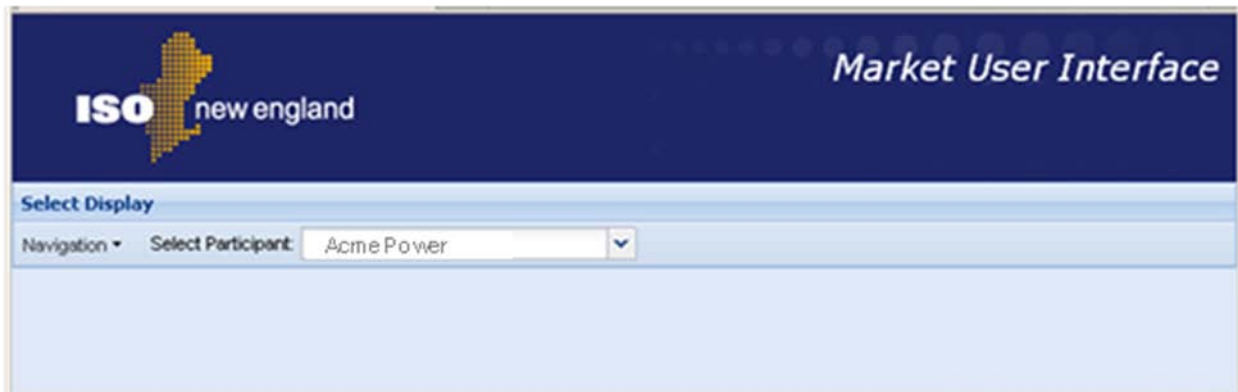 Market User Interface
ISO new england
Select Display
Navigation Select Participant: Acme Power